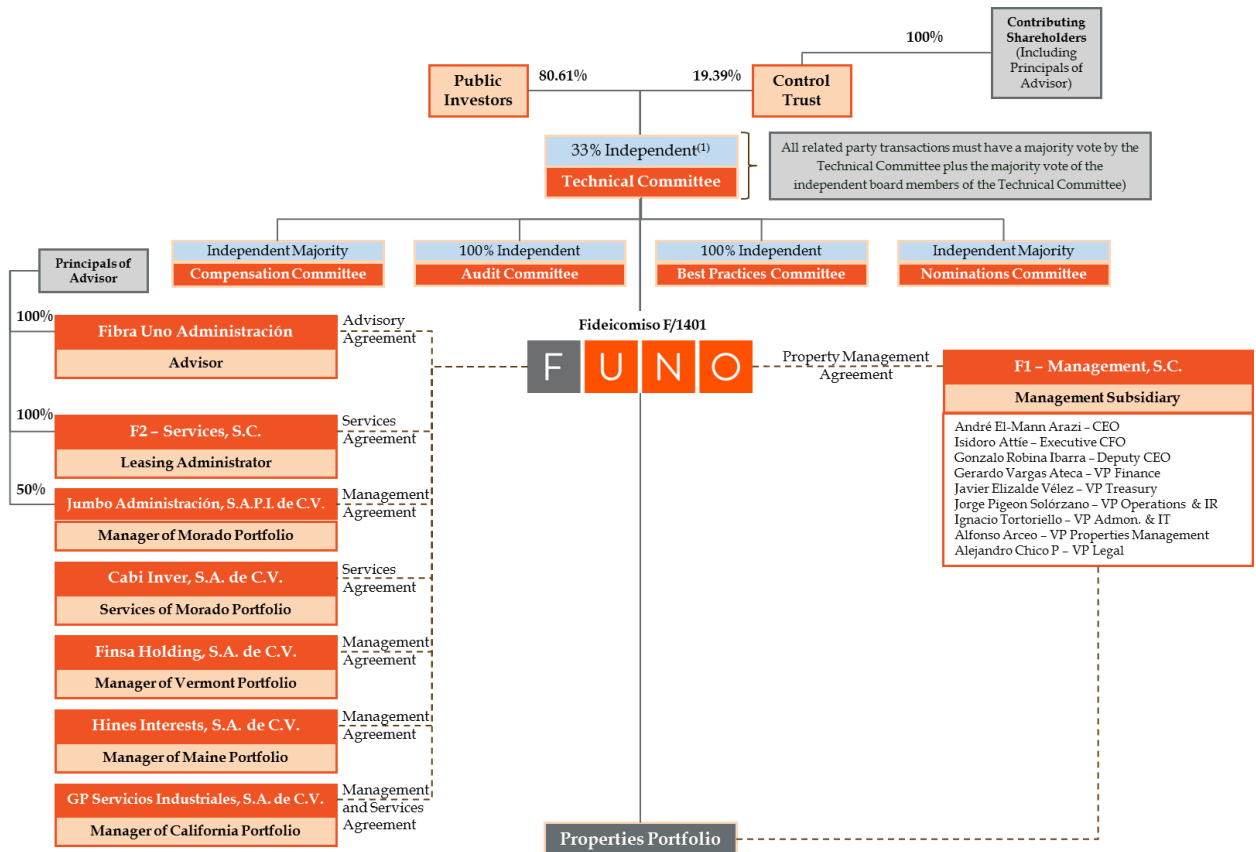 Contributing
Shareholders
(Including
Principals of
Advisor)
100%
Public
Investors
80.61%
19.39%
Control
Trust
33% Independent(1)
Technical Committee
All related party transactions must have a majority vote by the
Technical Committee plus the majority vote of the
independent board members of the Technical Committee)
Independent Majority
Compensation Committee
100% Independent
Audit Committee
100% Independent
Best Practices Committee
Independent Majority
Nominations Committee
Principals of
Advisor
100%
Fibra Uno Administración
Advisor
Advisory
Agreement
Fideicomiso F/1401
FUNO
Property Management
Agreement
F1 – Management, S.C.
Management Subsidiary
André El-Mann Arazi – CEO
Isidoro Attíe – Executive CFO
Gonzalo Robina Ibarra – Deputy CEO
Gerardo Vargas Ateca – VP Finance
Javier Elizalde Vélez – VP Treasury
Jorge Pigeon Solórzano – VP Operations & IR
Ignacio Tortoriello – VP Admon. & IT
Alfonso Arceo – VP Properties Management
Alejandro Chico P – VP Legal
100%
F2 – Services, S.C.
Leasing Administrator
Services
Agreement
50%
Jumbo Administración, S.A.P.I. de C.V.
Manager of Morado Portfolio
Management
Agreement
Cabi Inver, S.A. de C.V.
Services of Morado Portfolio
Services
Agreement
Finsa Holding, S.A. de C.V.
Manager of Vermont Portfolio
Management
Agreement
Hines Interests, S.A. de C.V.
Manager of Maine Portfolio
Management
Agreement
GP Servicios Industriales, S.A. de C.V.
Manager of California Portfolio
Management
and Services
Agreement
Properties Portfolio